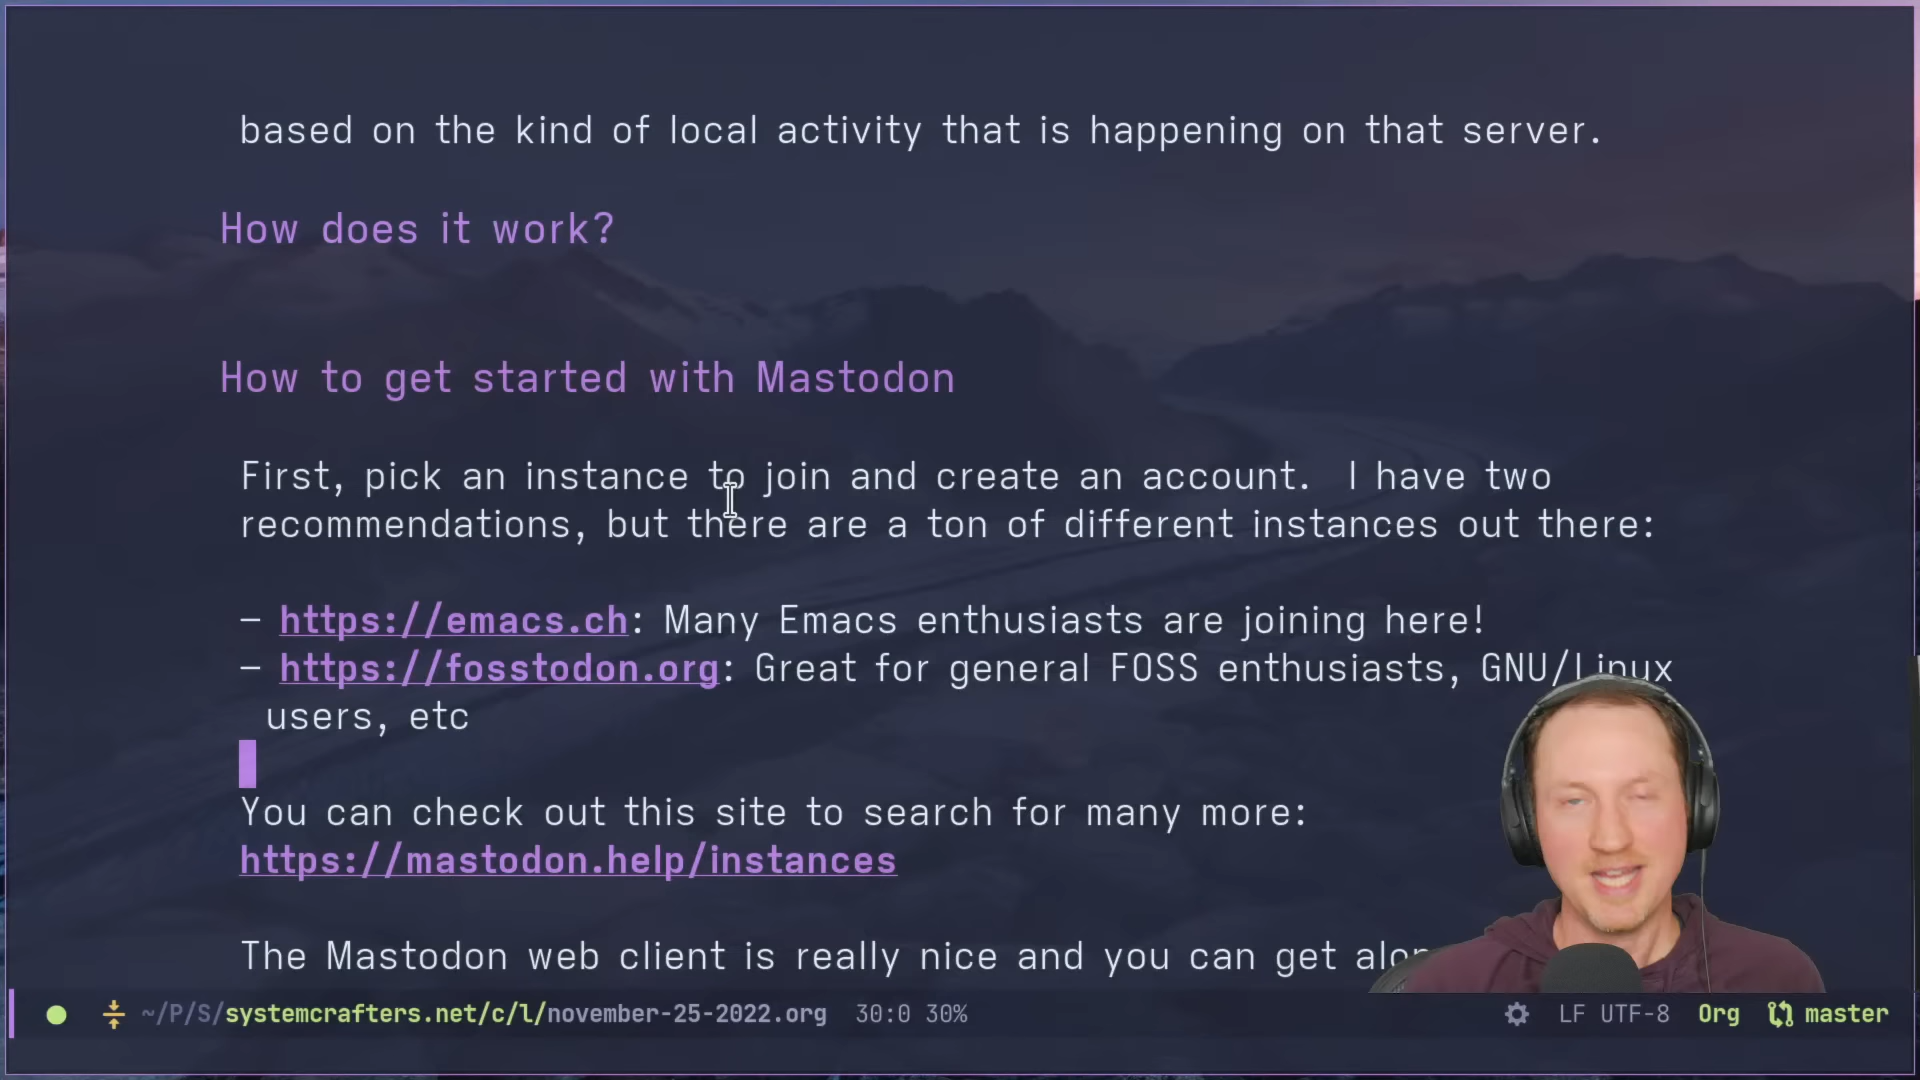 based on the kind of local activity that is happening on that server.
How does it work?
How to get started with Mastodon
First, pick an instance to join and create an account.  I have two
recommendations, but there are a ton of different instances out there:
– https://emacs.ch: Many Emacs enthusiasts are joining here!
– https://fosstodon.org: Great for general FOSS enthusiasts, GNU/Linux
users, etc
You can check out this site to search for many more:
https://mastodon.help/instances
The Mastodon web client is really nice and you can get
~/P/S/systemcrafters.net/c/l/november-25-2022.org 30:0 30% LF UTF-8 Org master